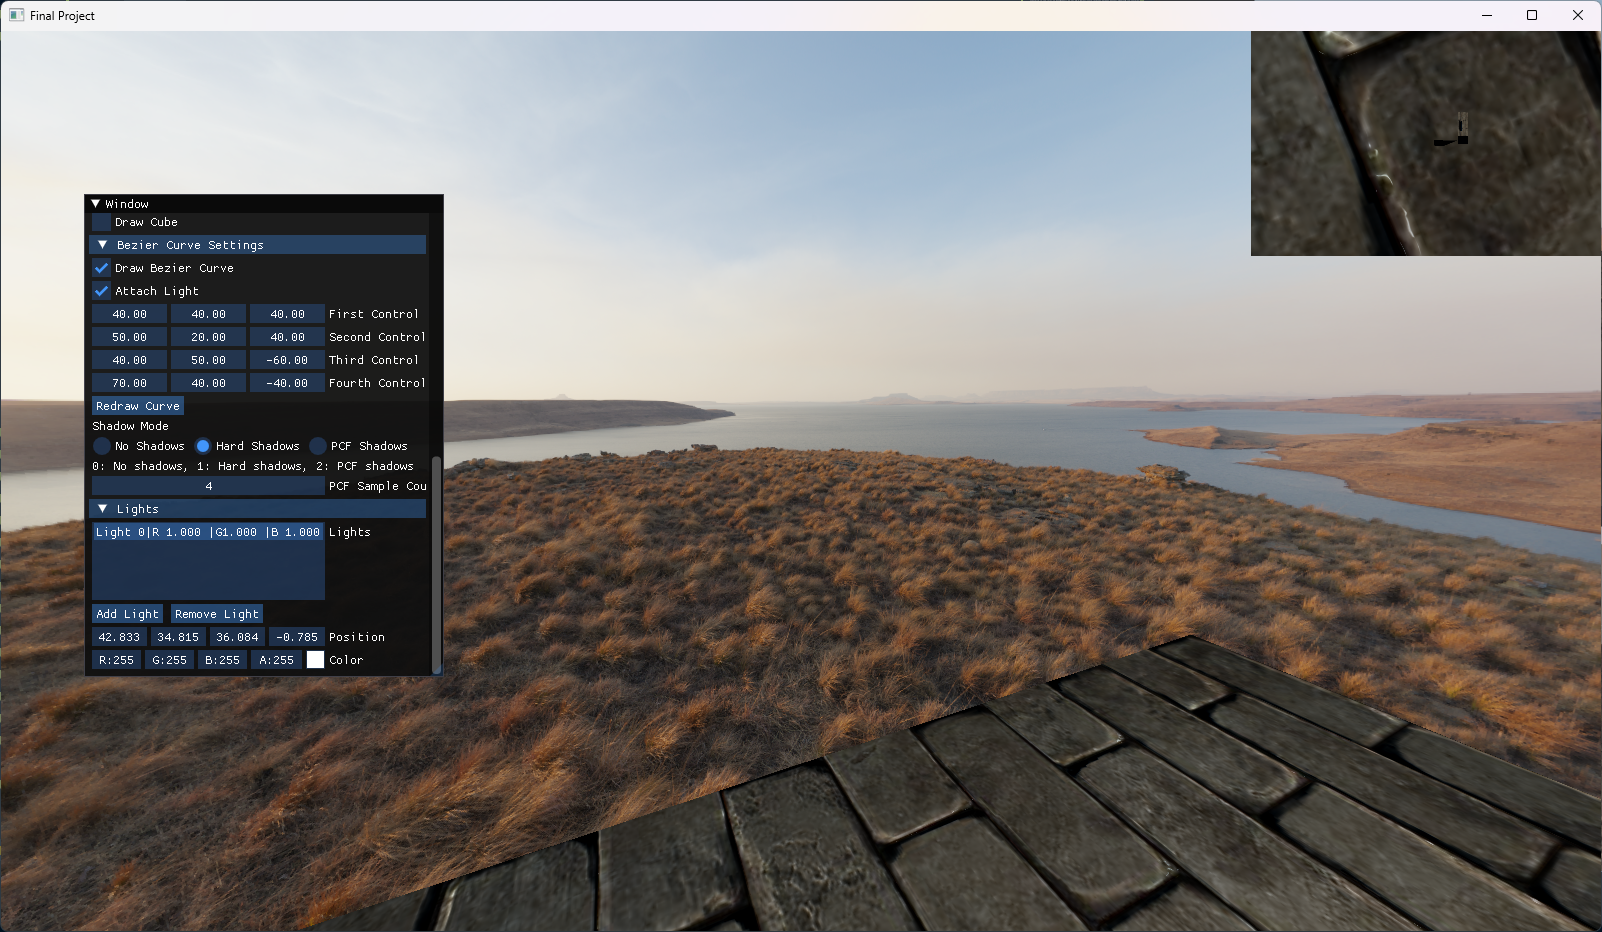 Final Project
Window
Draw Cube
Bezier Curve Settings
Draw Bezier Curve
Attach Light
40.00 40.00 40.00 First Control
50.00 20.00 40.00 Second Control
40.00 50.00 -60.00 Third Control
70.00 40.00 -40.00 Fourth Control
Redraw Curve
Shadow Mode
No Shadows Hard Shadows PCF Shadows
0: No shadows, 1: Hard shadows, 2: PCF shadows
4 PCF Sample Cou
Lights
Light 0|R 1.000 |G1.000 |B 1.000 Lights
Add Light Remove Light
42.833 34.815 36.084 -0.785 Position
R:255 G:255 B:255 A:255 Color